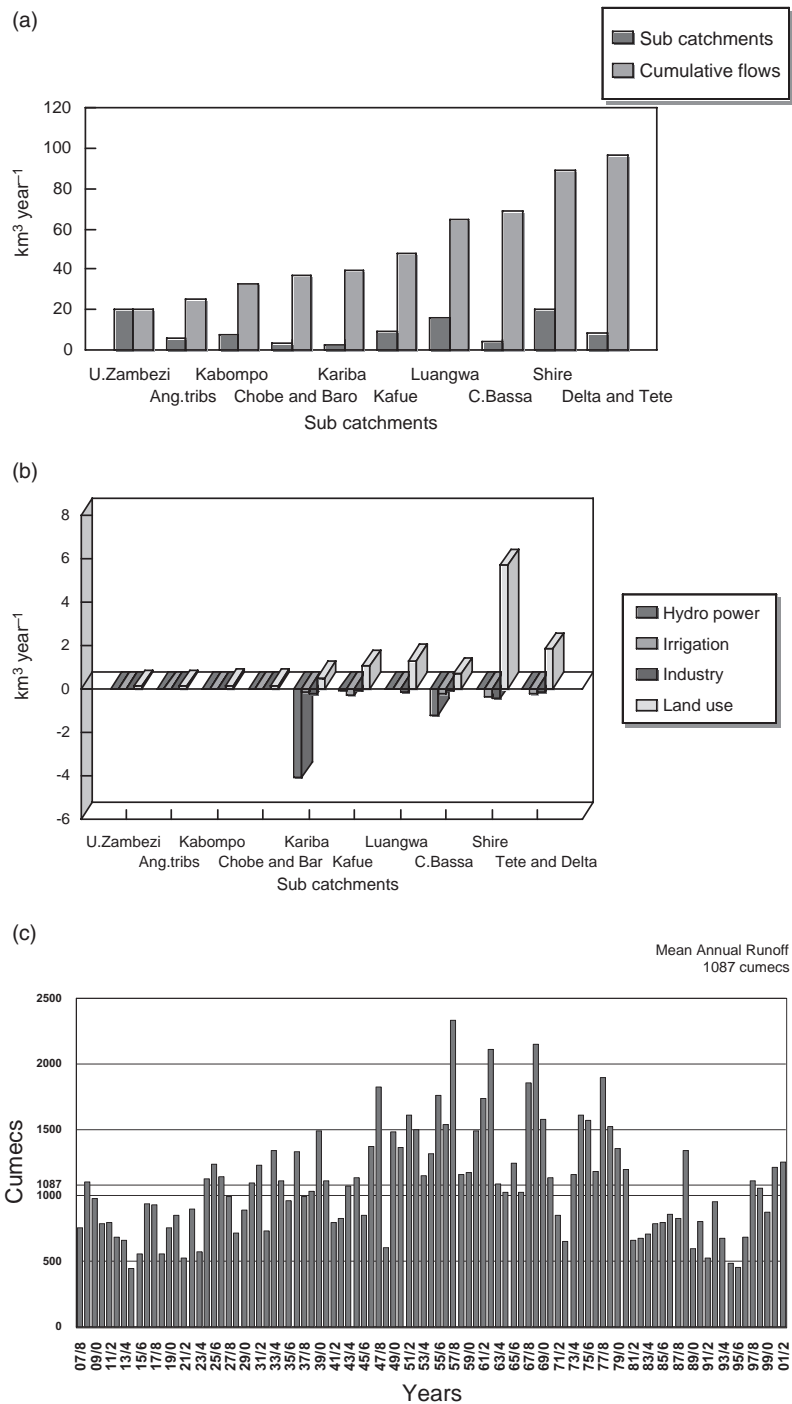 (a)
Sub catchments
Cumulative flows
120
100
80
60
40
20
0
km³ year⁻¹
U.Zambezi Kabompo Kariba Luangwa Shire
Ang.tribs Chobe and Baro Kafue C.Bassa Delta and Tete
Sub catchments
(b)
8
6
4
2
0
-2
-4
-6
km³ year⁻¹
Hydro power
Irrigation
Industry
Land use
U.Zambezi Kabompo Kariba Luangwa Shire
Ang.tribs Chobe and Bar Kafue C.Bassa Tete and Delta
Sub catchments
(c)
Mean Annual Runoff
1087 cumecs
2500
2000
1500
1087
1000
500
0
Cumecs
07/8 09/0 11/2 13/4 15/6 17/8 19/0 21/2 23/4 25/6 27/8 29/0 31/2 33/4 35/6 37/8 39/0 41/2 43/4 45/6 47/8 49/0 51/2 53/4 55/6 57/8 59/0 61/2 63/4 65/6 67/8 69/0 71/2 73/4 75/6 77/8 79/0 81/2 83/4 85/6 87/8 89/0 91/2 93/4 95/6 97/8 99/0 01/2
Years